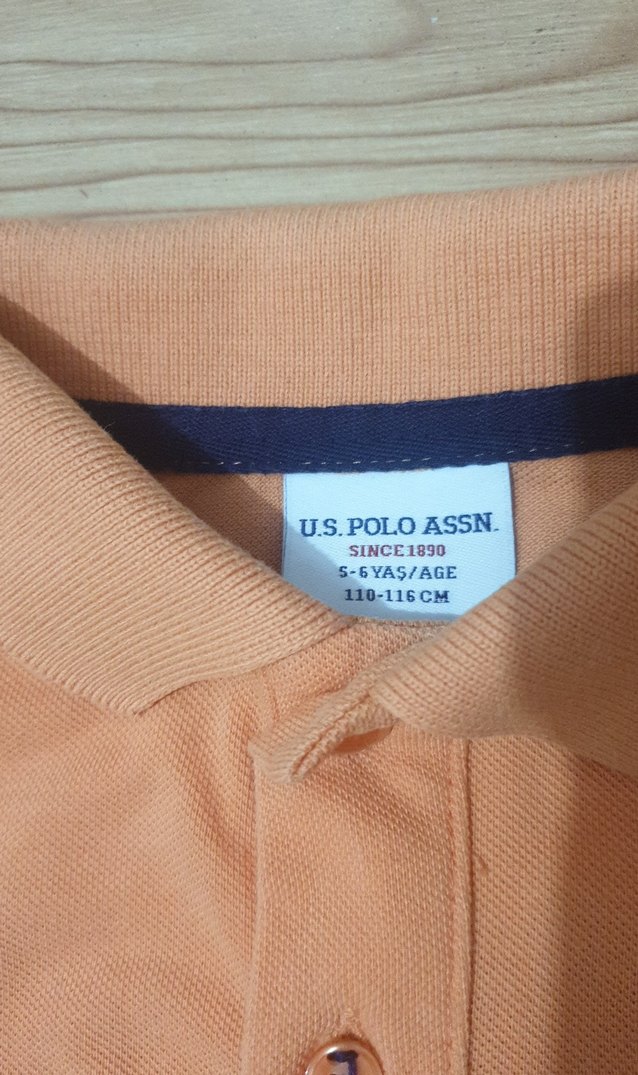 U.S. POLO ASSN.
SINCE 1890
5-6 YAŞ/AGE
110-116 CM